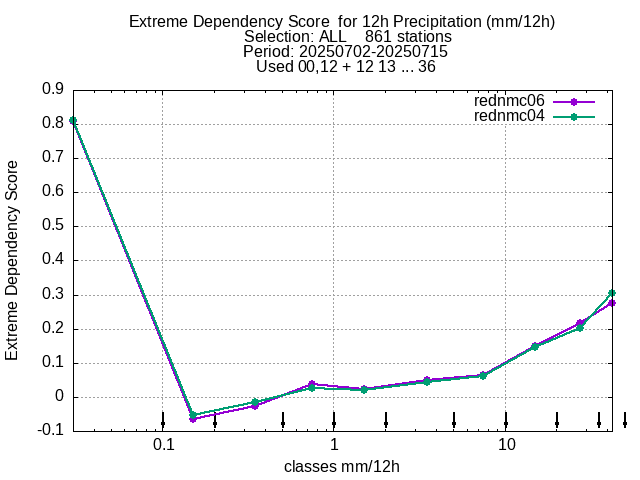 Extreme Dependency Score  for 12h Precipitation (mm/12h)
Selection: ALL    861 stations
Period: 20250702-20250715
Used 00,12 + 12 13 ... 36
rednmc06
rednmc04
0.9
0.8
0.7
0.6
0.5
0.4
0.3
0.2
0.1
0
-0.1
Extreme Dependency Score
0.1 1 10
classes mm/12h